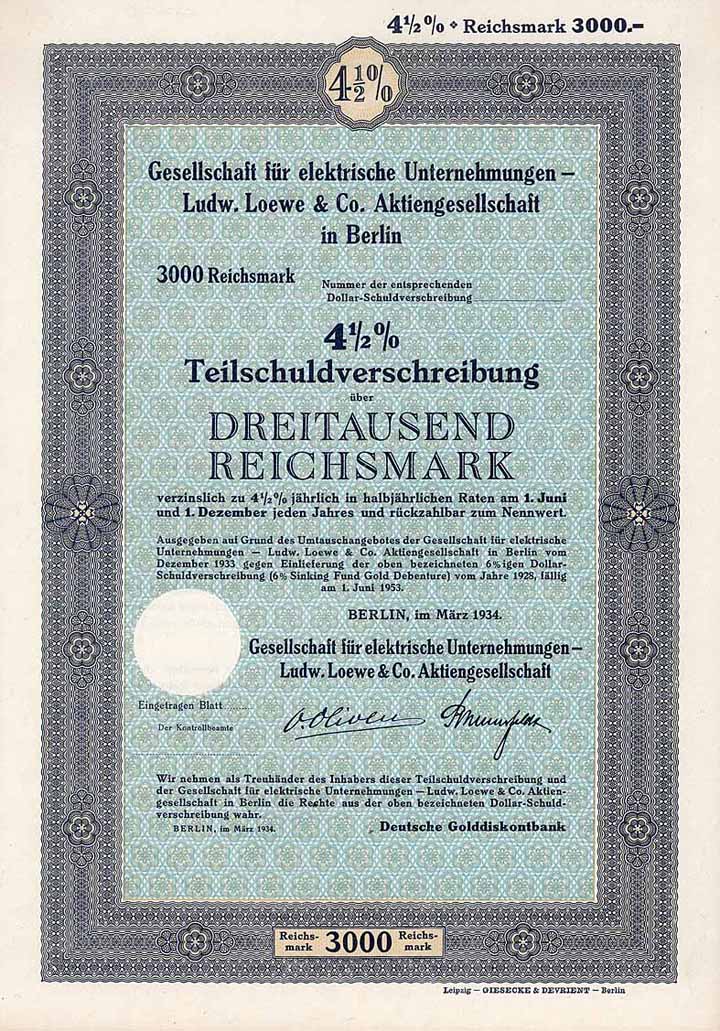 4½% ❖ Reichsmark 3000.–
4½%
Gesellschaft für elektrische Unternehmungen –
Ludw. Loewe & Co. Aktiengesellschaft
in Berlin
3000 Reichsmark
Nummer der entsprechenden
Dollar-Schuldverschreibung
4½%
Teilschuldverschreibung
über
DREITAUSEND
REICHSMARK
verzinslich zu 4½% jährlich in halbjährlichen Raten am 1. Juni
und 1. Dezember jeden Jahres und rückzahlbar zum Nennwert.
Ausgegeben auf Grund des Umtauschangebotes der Gesellschaft für elektrische
Unternehmungen – Ludw. Loewe & Co. Aktiengesellschaft in Berlin vom
Dezember 1933 gegen Einlieferung der oben bezeichneten 6%igen Dollar-
Schuldverschreibung (6% Sinking Fund Gold Debenture) vom Jahre 1928, fällig
am 1. Juni 1953.
BERLIN, im März 1934.
Gesellschaft für elektrische Unternehmungen –
Ludw. Loewe & Co. Aktiengesellschaft
Eingetragen Blatt ......
O. Oliven
Der Kontrollbeamte
Wir nehmen als Treuhänder des Inhabers dieser Teilschuldverschreibung und
der Gesellschaft für elektrische Unternehmungen – Ludw. Loewe & Co. Aktien-
gesellschaft in Berlin die Rechte aus der oben bezeichneten Dollar-Schuld-
verschreibung wahr.
BERLIN, im März 1934.
Deutsche Golddiskontbank
Reichs-
mark 3000 Reichs-
mark
Leipzig – GIESECKE & DEVRIENT – Berlin